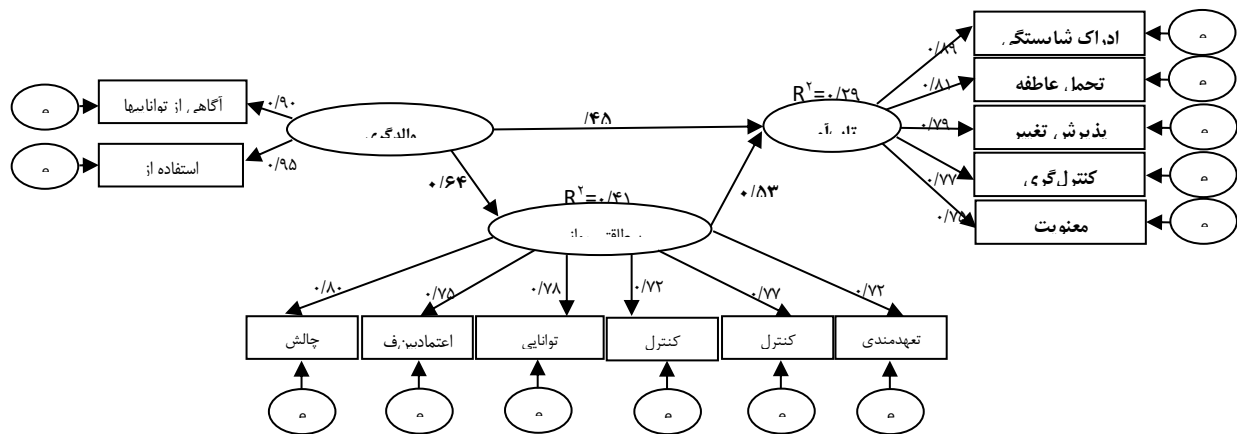 ادراک شایستگی
۰/۸۹
تحمل عاطفه
۰/۸۱
R۲=۰/۲۹
آگاهی از تواناییها
۰/۹۰
والدگری
/۴۵
۰/۷۹
پذیرش تغییر
استفاده از
۰/۹۵
۰/۷۷
کنترل‌گری
۰/۶۴
۰/۵۳
R۲=۰/۴۱
۰/۷۵
معنویت
۰/۸۰
۰/۷۵
۰/۷۸
۰/۷۲
۰/۷۷
۰/۷۲
چالش
توانایی
کنترل
کنترل
تعهدمندی